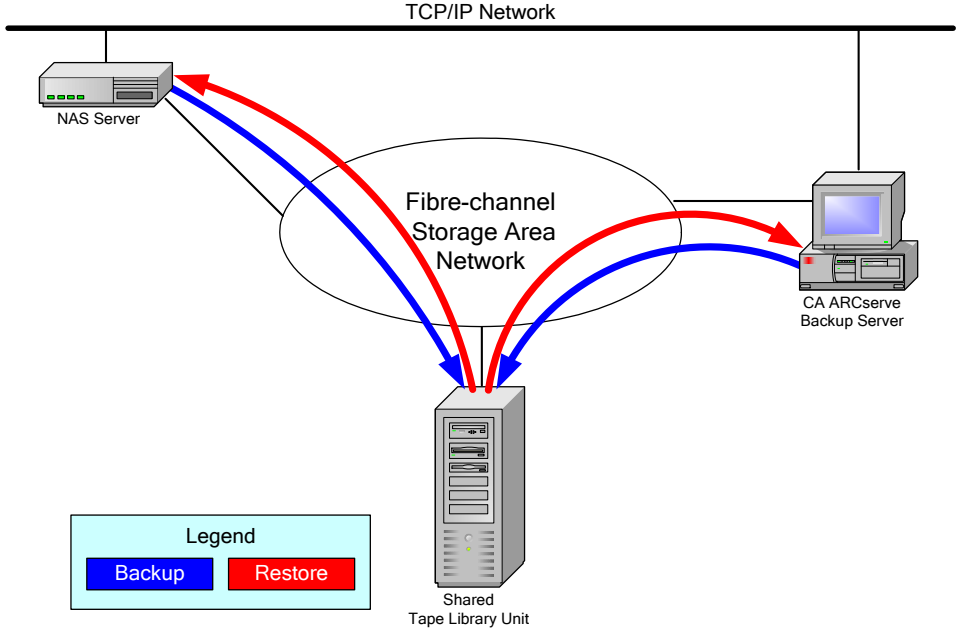 TCP/IP Network
NAS Server
Fibre-channel
Storage Area
Network
CA ARCserve
Backup Server
Legend
Backup
Restore
Shared
Tape Library Unit